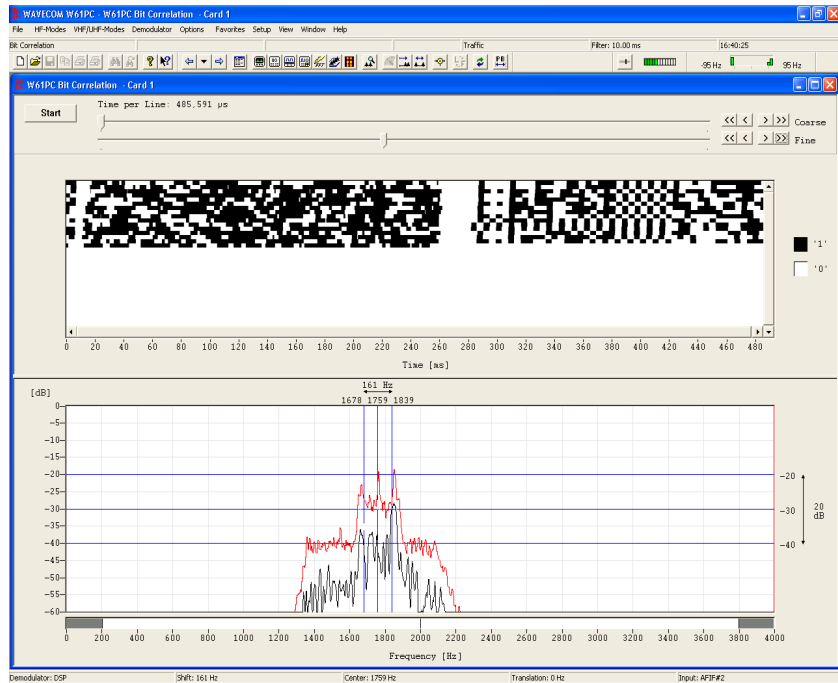 WAVECOM W61PC - W61PC Bit Correlation - Card 1
File HF-Modes VHF/UHF-Modes Demodulator Options Favorites Setup View Window Help
Bit Correlation Traffic Filter: 10.00 ms 16:40:25
-95 Hz 95 Hz
W61PC Bit Correlation - Card 1
Start
Time per Line: 485,591 µs
<< < > >> Coarse
<< < > >> Fine
'1'
'0'
0 20 40 60 80 100 120 140 160 180 200 220 240 260 280 300 320 340 360 380 400 420 440 460 480
Time [ms]
161 Hz
[dB]
1678 1759 1839
0
-5
-10
-15
-20 -20
-25
-30 -30 20 dB
-35
-40 -40
-45
-50
-55
-60
0 200 400 600 800 1000 1200 1400 1600 1800 2000 2200 2400 2600 2800 3000 3200 3400 3600 3800 4000
Frequency [Hz]
Demodulator: DSP Shift: 161 Hz Center: 1759 Hz Translation: 0 Hz Input: AFIF#2